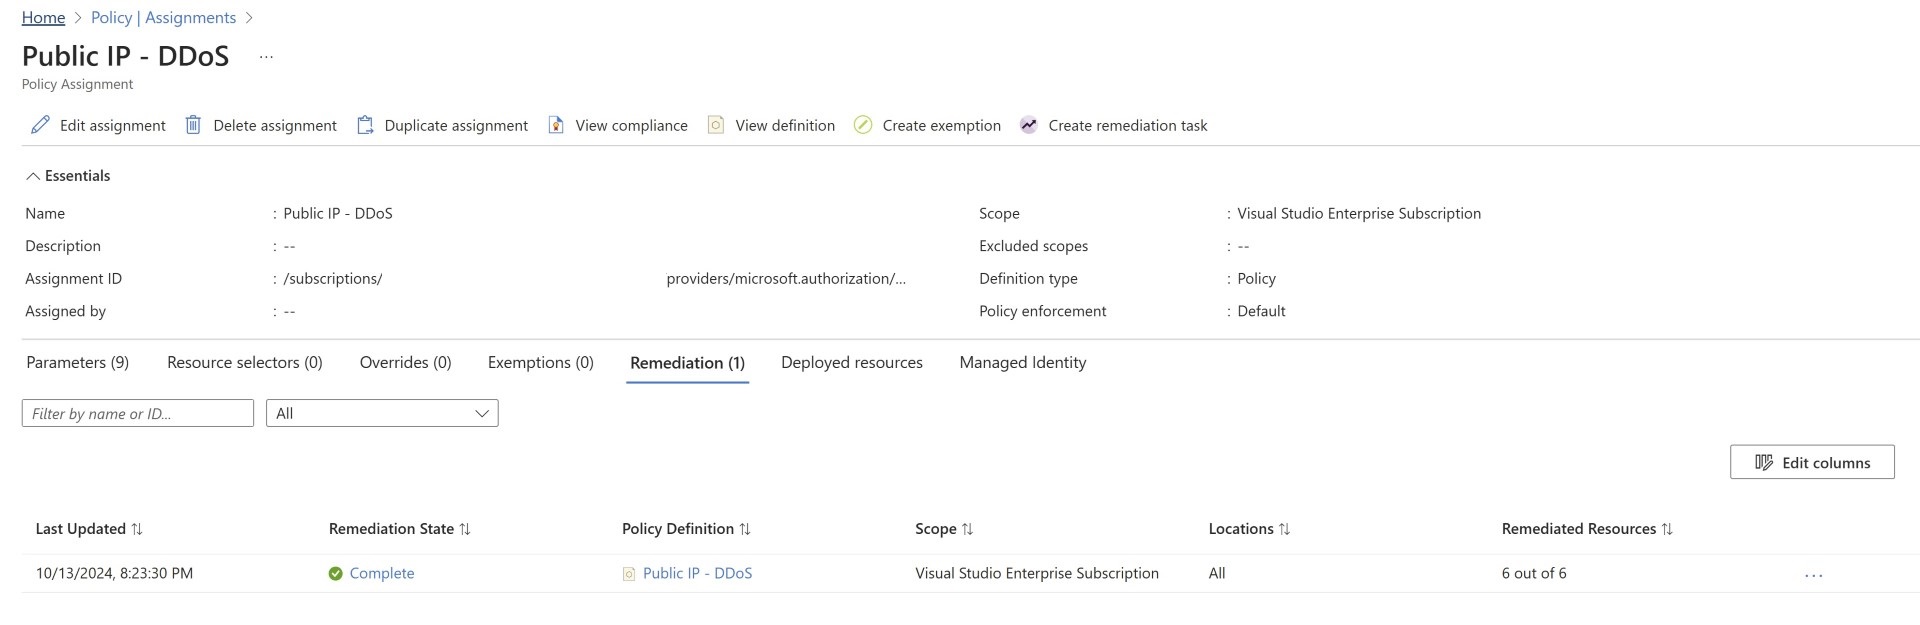 Home > Policy | Assignments >
Public IP - DDoS ...
Policy Assignment
Edit assignment Delete assignment Duplicate assignment View compliance View definition Create exemption Create remediation task
Essentials
Name : Public IP - DDoS Scope : Visual Studio Enterprise Subscription
Description : -- Excluded scopes : --
Assignment ID : /subscriptions/ providers/microsoft.authorization/... Definition type : Policy
Assigned by : -- Policy enforcement : Default
Parameters (9) Resource selectors (0) Overrides (0) Exemptions (0) Remediation (1) Deployed resources Managed Identity
Filter by name or ID... All
Edit columns
Last Updated Remediation State Policy Definition Scope Locations Remediated Resources
10/13/2024, 8:23:30 PM Complete Public IP - DDoS Visual Studio Enterprise Subscription All 6 out of 6 ...